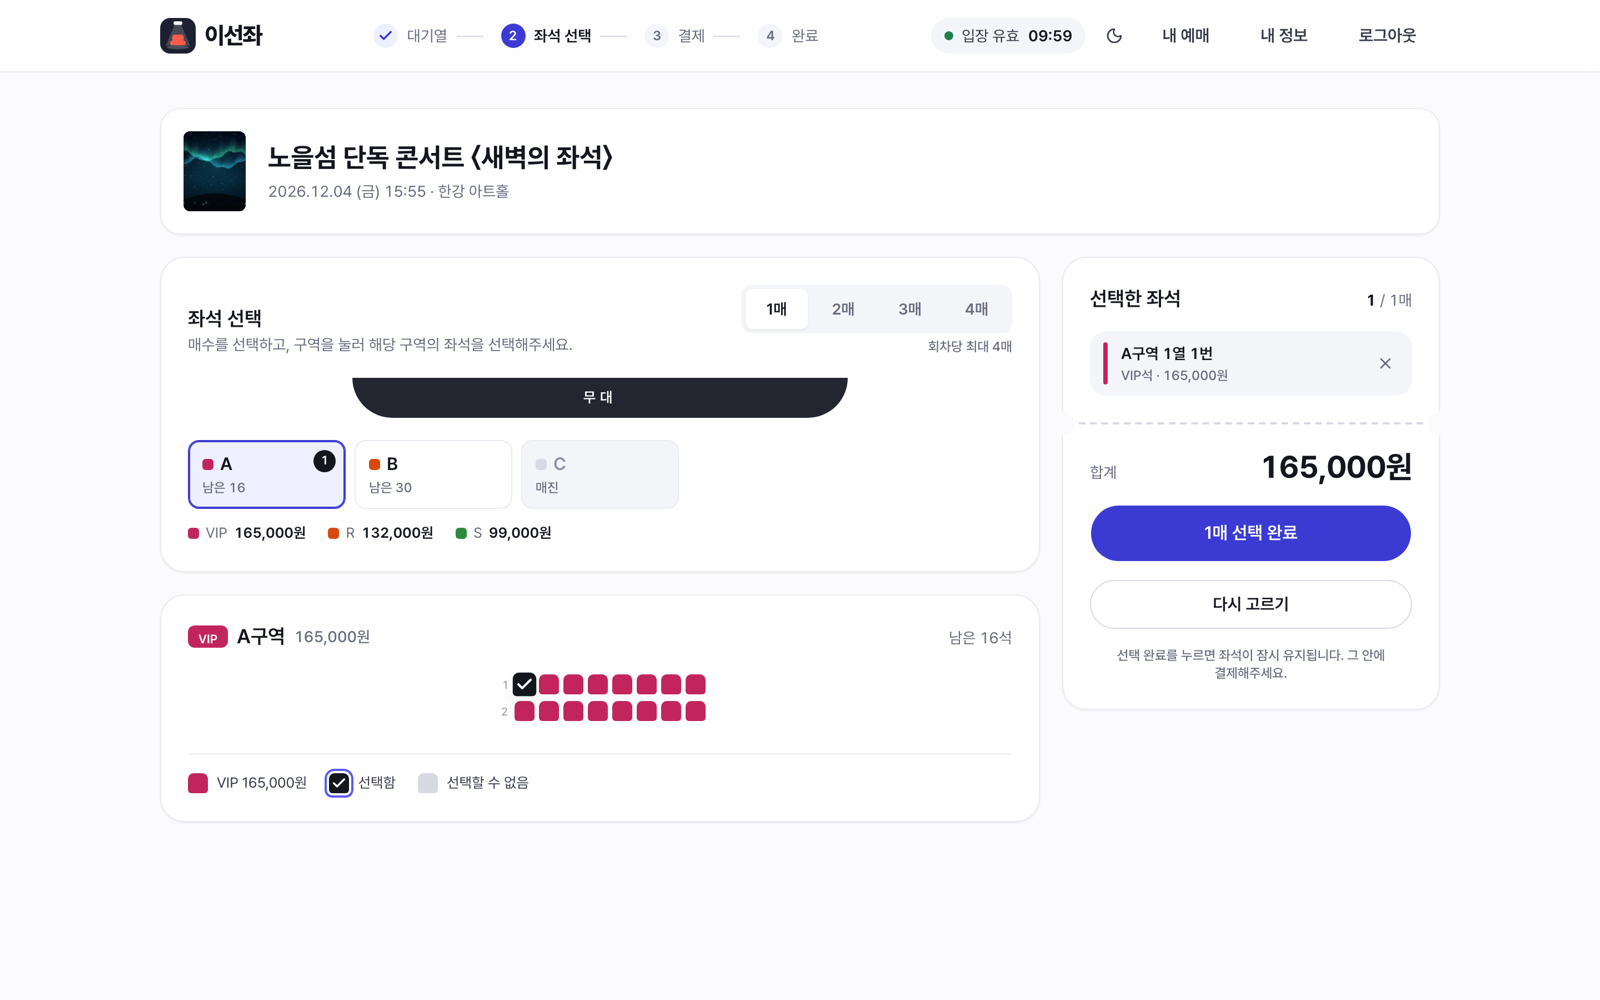 이선좌
대기열
2 좌석 선택
3 결제
4 완료
입장 유효 09:59
내 예매
내 정보
로그아웃
노을섬 단독 콘서트 〈새벽의 좌석〉
2026.12.04 (금) 15:55 · 한강 아트홀
좌석 선택
매수를 선택하고, 구역을 눌러 해당 구역의 좌석을 선택해주세요.
1매 2매 3매 4매
회차당 최대 4매
무 대
A 1
남은 16
B
남은 30
C
매진
VIP 165,000원 R 132,000원 S 99,000원
VIP A구역 165,000원
남은 16석
1
2
VIP 165,000원 선택함 선택할 수 없음
선택한 좌석
1 / 1매
A구역 1열 1번
VIP석 · 165,000원
합계 165,000원
1매 선택 완료
다시 고르기
선택 완료를 누르면 좌석이 잠시 유지됩니다. 그 안에
결제해주세요.